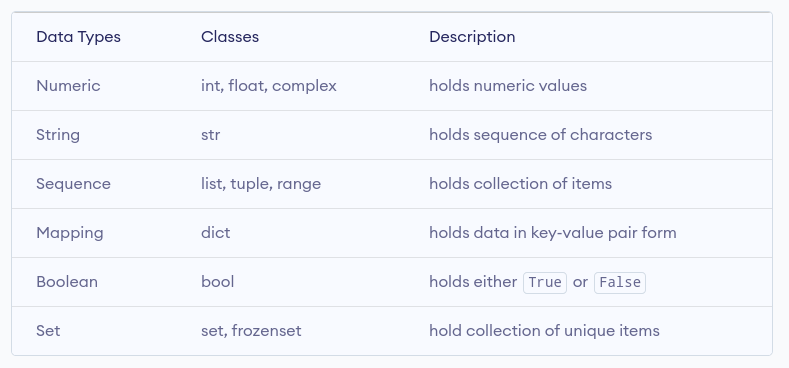 Data Types Classes Description
Numeric int, float, complex holds numeric values
String str holds sequence of characters
Sequence list, tuple, range holds collection of items
Mapping dict holds data in key-value pair form
Boolean bool holds either True or False
Set set, frozenset hold collection of unique items